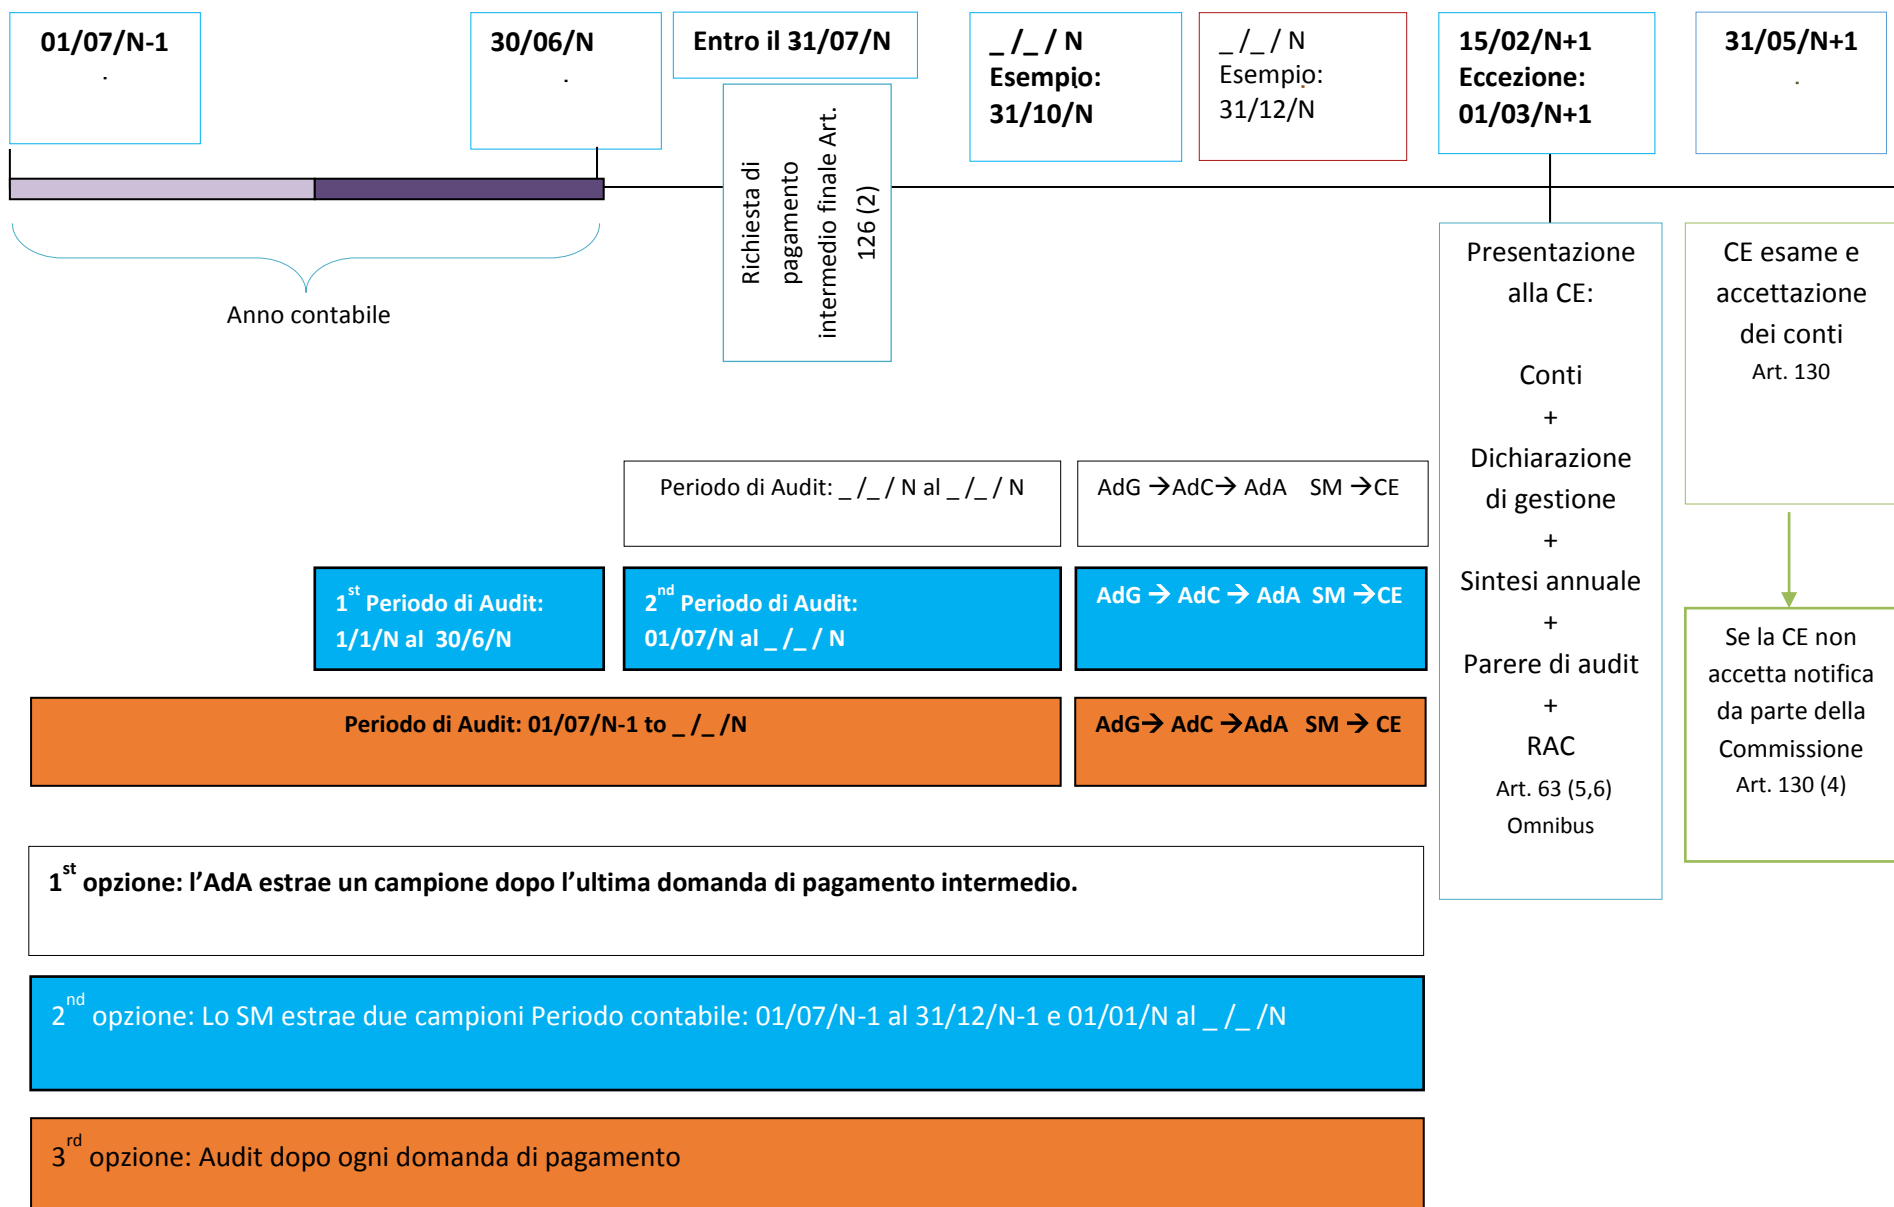 01/07/N-1
30/06/N
Entro il 31/07/N
_ /_ / N
Esempio:
31/10/N
_ /_ / N
Esempio:
31/12/N
15/02/N+1
Eccezione:
01/03/N+1
31/05/N+1
Anno contabile
Richiesta di
pagamento
intermedio finale Art.
126 (2)
Presentazione
alla CE:
Conti
+
Dichiarazione
di gestione
+
Sintesi annuale
+
Parere di audit
+
RAC
Art. 63 (5,6)
Omnibus
CE esame e
accettazione
dei conti
Art. 130
Se la CE non
accetta notifica
da parte della
Commissione
Art. 130 (4)
Periodo di Audit: _ /_ / N al _ /_ / N
AdG →AdC→ AdA SM →CE
1st Periodo di Audit:
1/1/N al 30/6/N
2nd Periodo di Audit:
01/07/N al _ /_ / N
AdG → AdC → AdA SM →CE
Periodo di Audit: 01/07/N-1 to _ /_ /N
AdG→ AdC →AdA SM → CE
1st opzione: l’AdA estrae un campione dopo l’ultima domanda di pagamento intermedio.
2nd opzione: Lo SM estrae due campioni Periodo contabile: 01/07/N-1 al 31/12/N-1 e 01/01/N al _ /_ /N
3rd opzione: Audit dopo ogni domanda di pagamento